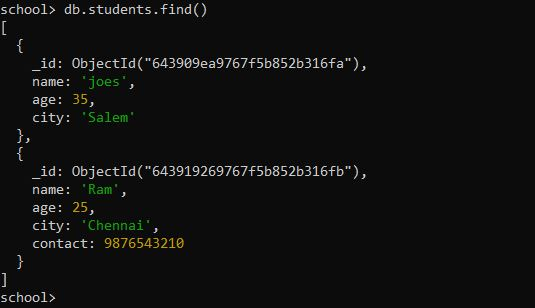 school> db.students.find()
[
  {
    _id: ObjectId("643909ea9767f5b852b316fa"),
    name: 'joes',
    age: 35,
    city: 'Salem'
  },
  {
    _id: ObjectId("643919269767f5b852b316fb"),
    name: 'Ram',
    age: 25,
    city: 'Chennai',
    contact: 9876543210
  }
]
school>